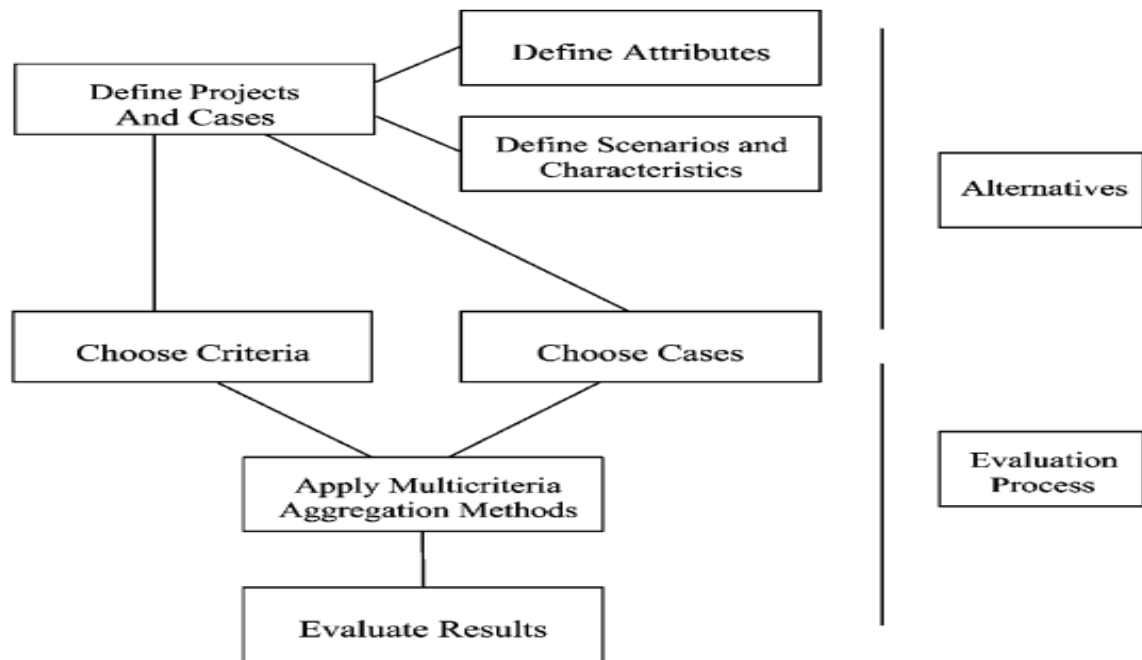 Define Attributes
Define Projects
And Cases
Define Scenarios and
Characteristics
Alternatives
Choose Criteria
Choose Cases
Apply Multicriteria
Aggregation Methods
Evaluation
Process
Evaluate Results